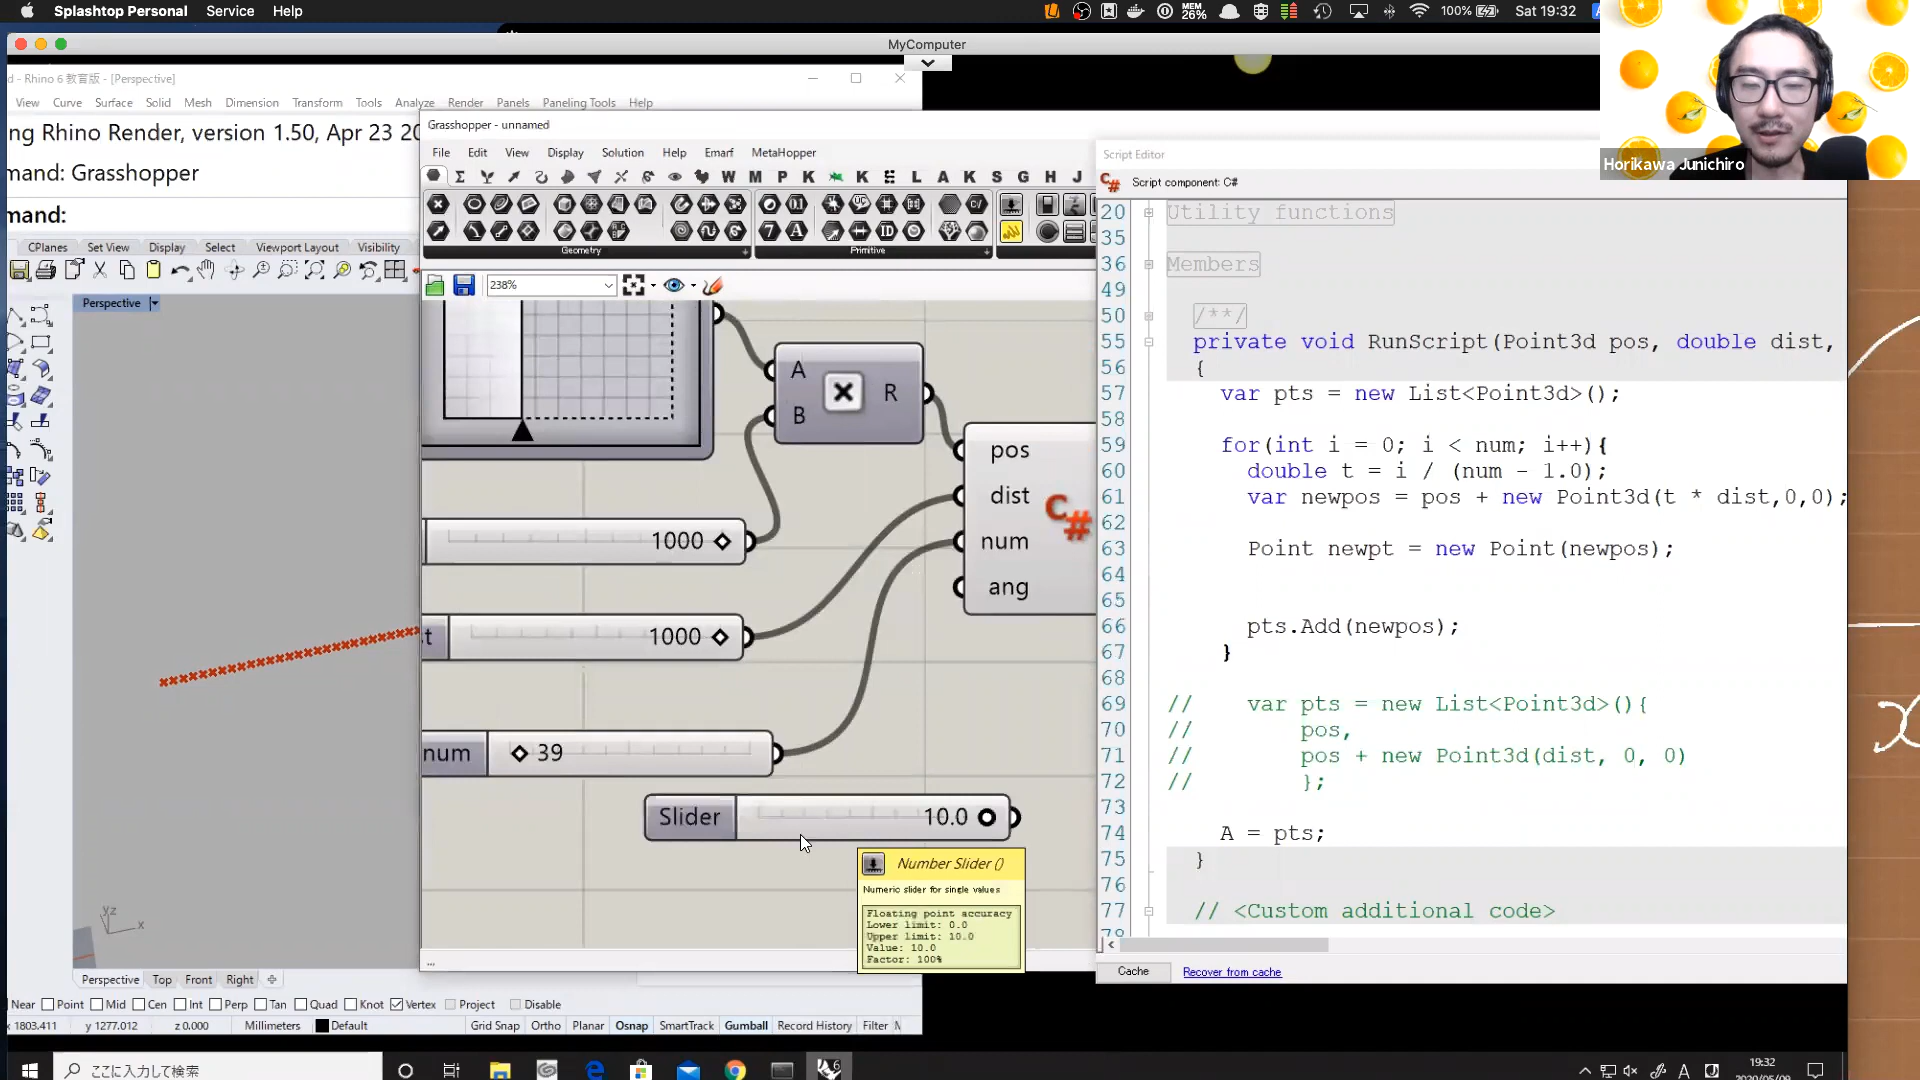 Splashtop Personal Service Help
MEM 26% 100% Sat 19:32
MyComputer
d - Rhino 6 教育版 - [Perspective]
View Curve Surface Solid Mesh Dimension Transform Tools Analyze Render Panels Paneling Tools Help
ng Rhino Render, version 1.50, Apr 23 20
mand: Grasshopper
mand:
CPlanes Set View Display Select Viewport Layout Visibility
Perspective
Grasshopper - unnamed
File Edit View Display Solution Help Emarf MetaHopper
W M P K K L A K S G H J
Geometry Primitive
238%
A
B
R
pos
dist
num
ang
C#
1000
t 1000
num 39
Slider 10.0
Number Slider ()
Numeric slider for single values
Floating point accuracy
Lower limit: 0.0
Upper limit: 10.0
Value: 10.0
Factor: 100%
Script Editor
C# Script component: C#
20 Utility functions
35
36 Members
49
50 /**/
55 private void RunScript(Point3d pos, double dist,
56 {
57 var pts = new List<Point3d>();
58
59 for(int i = 0; i < num; i++){
60 double t = i / (num - 1.0);
61 var newpos = pos + new Point3d(t * dist,0,0);
62
63 Point newpt = new Point(newpos);
64
65
66 pts.Add(newpos);
67 }
68
69 // var pts = new List<Point3d>(){
70 // pos,
71 // pos + new Point3d(dist, 0, 0)
72 // };
73
74 A = pts;
75 }
76
77 // <Custom additional code>
78
Cache Recover from cache
Horikawa Junichiro
x
yz
x
Perspective Top Front Right
Near Point Mid Cen Int Perp Tan Quad Knot Vertex Project Disable
x 1803.411 y 1277.012 z 0.000 Millimeters Default Grid Snap Ortho Planar Osnap SmartTrack Gumball Record History Filter M
ここに入力して検索
A
19:32
2020/05/09